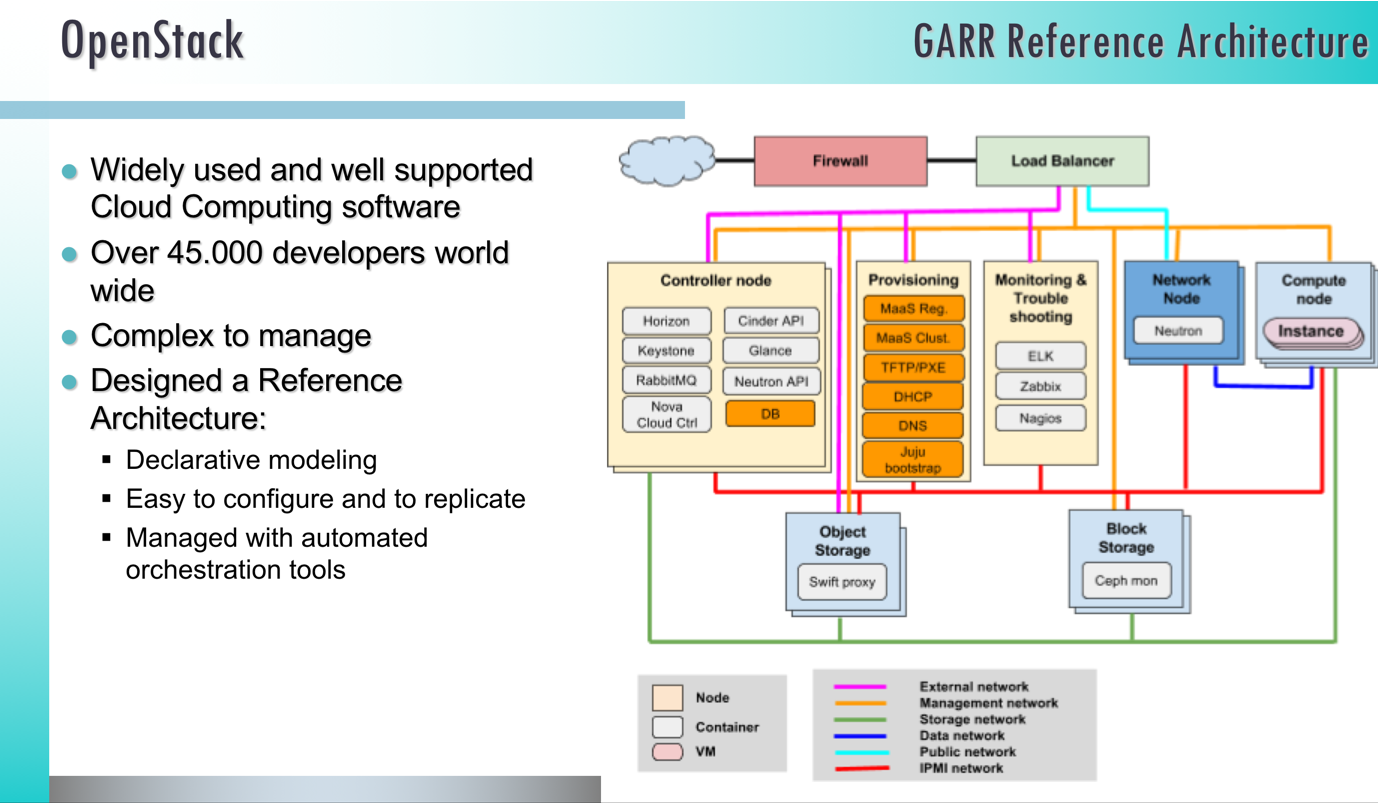 OpenStack
GARR Reference Architecture
Widely used and well supported
Cloud Computing software
Over 45.000 developers world
wide
Complex to manage
Designed a Reference
Architecture:
Declarative modeling
Easy to configure and to replicate
Managed with automated
orchestration tools
Firewall
Load Balancer
Controller node
Horizon
Cinder API
Keystone
Glance
RabbitMQ
Neutron API
Nova
Cloud Ctrl
DB
Provisioning
MaaS Reg.
MaaS Clust.
TFTP/PXE
DHCP
DNS
Juju
bootstrap
Monitoring &
Trouble
shooting
ELK
Zabbix
Nagios
Network
Node
Neutron
Compute
node
Instance
Object
Storage
Swift proxy
Block
Storage
Ceph mon
Node
Container
VM
External network
Management network
Storage network
Data network
Public network
IPMI network